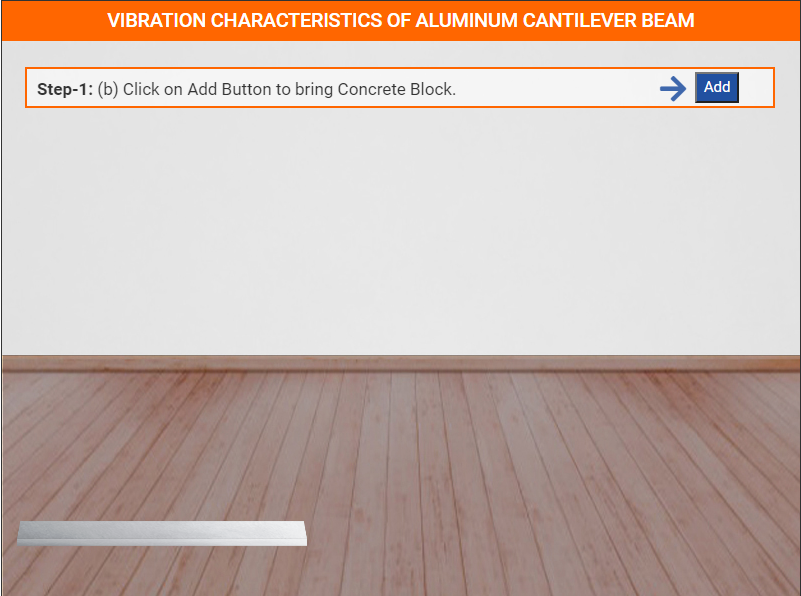 VIBRATION CHARACTERISTICS OF ALUMINUM CANTILEVER BEAM
Step-1: (b) Click on Add Button to bring Concrete Block.
Add